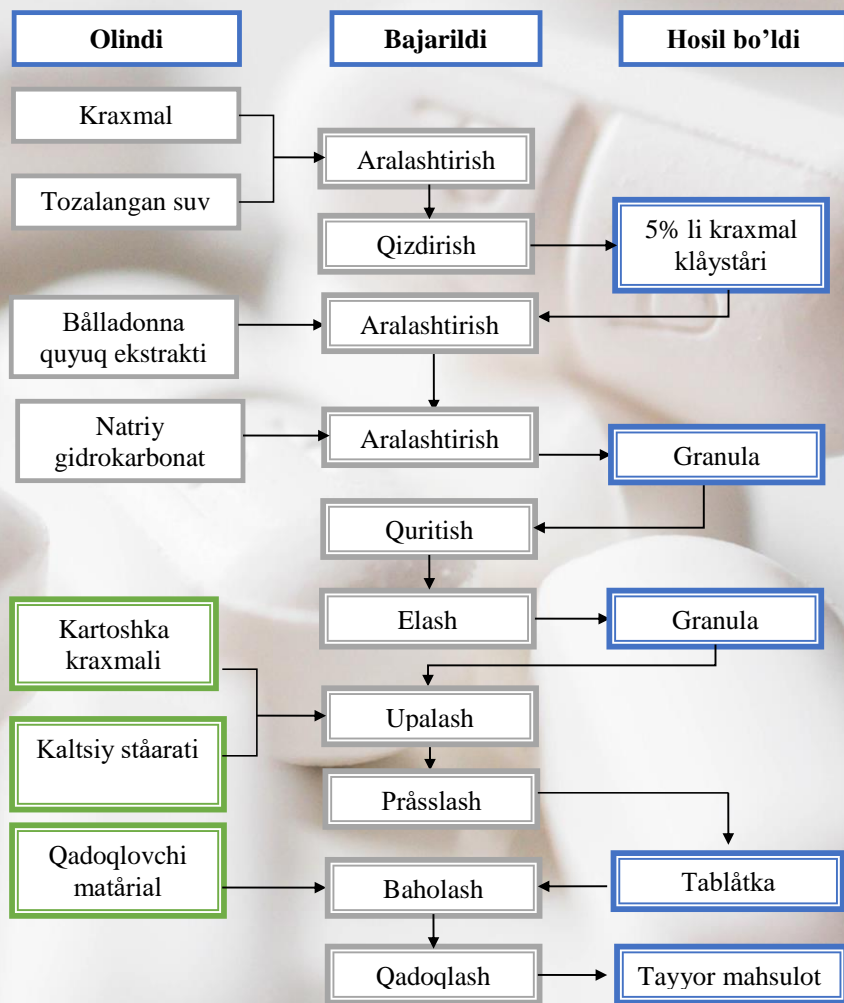 Olindi
Bajarildi
Hosil bo’ldi
Kraxmal
Aralashtirish
Tozalangan suv
Qizdirish
5% li kraxmal
klåyståri
Bålladonna
quyuq ekstrakti
Aralashtirish
Natriy
gidrokarbonat
Aralashtirish
Granula
Quritish
Elash
Granula
Kartoshka
kraxmali
Upalash
Kaltsiy ståarati
Pråsslash
Qadoqlovchi
matårial
Baholash
Tablåtka
Qadoqlash
Tayyor mahsulot